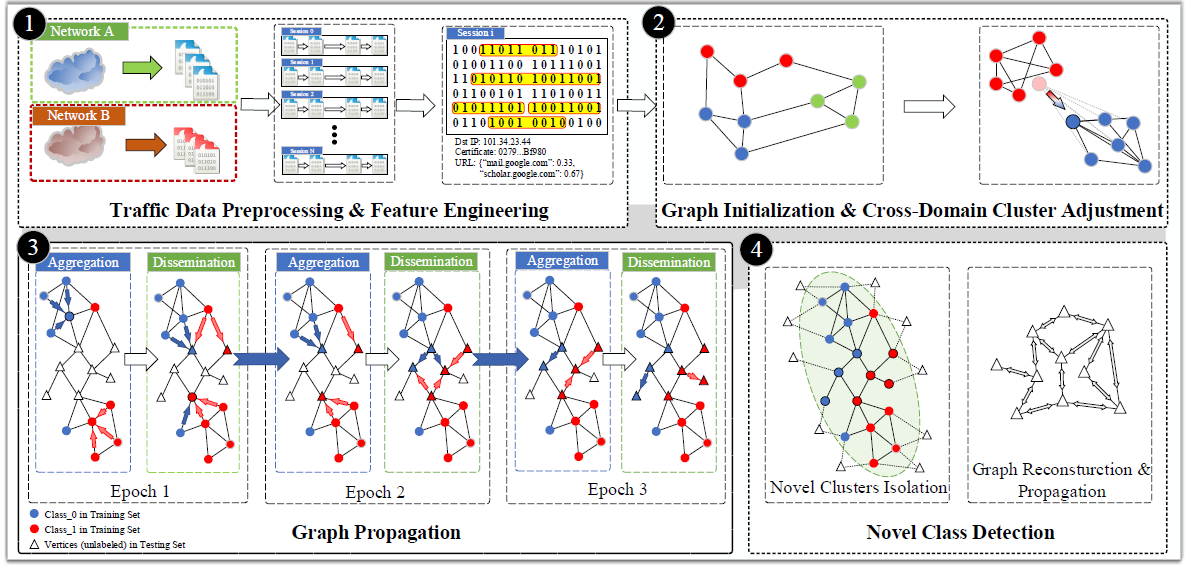 1
Network A
Network B
Session 0
Session 1
Session 2
Session N
Session i
1 0 0 1 1 0 1 1 0 1 1 1 0 1 0 1
0 1 0 0 1 1 0 0 1 0 1 1 1 0 0 1
1 1 0 1 0 1 1 0 1 0 0 1 1 0 0 1
0 1 1 0 0 1 0 1 1 1 0 1 0 0 1 1
0 1 0 1 1 1 0 1 1 0 0 1 1 0 0 1
0 1 1 0 1 0 0 1 0 0 1 0 0 1 0 0
Dst IP: 101.34.23.44
Certificate: 0279...Bf980
URL: {"mail.google.com": 0.33,
"scholar.google.com": 0.67}
Traffic Data Preprocessing & Feature Engineering
2
Graph Initialization & Cross-Domain Cluster Adjustment
3
Aggregation
Dissemination
Epoch 1
Aggregation
Dissemination
Epoch 2
Aggregation
Dissemination
Epoch 3
Class_0 in Training Set
Class_1 in Training Set
Vertices (unlabeled) in Testing Set
Graph Propagation
4
Novel Clusters Isolation
Graph Reconsturction &
Propagation
Novel Class Detection